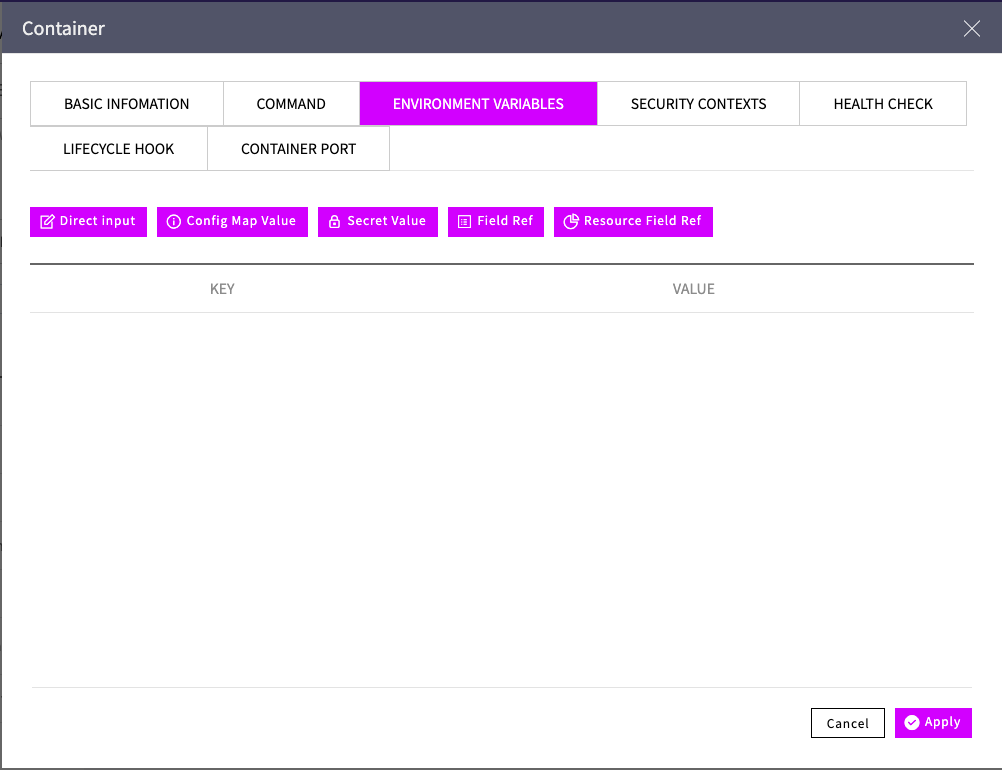 Container
BASIC INFOMATION COMMAND ENVIRONMENT VARIABLES SECURITY CONTEXTS HEALTH CHECK
LIFECYCLE HOOK CONTAINER PORT
Direct input Config Map Value Secret Value Field Ref Resource Field Ref
KEY VALUE
Cancel Apply